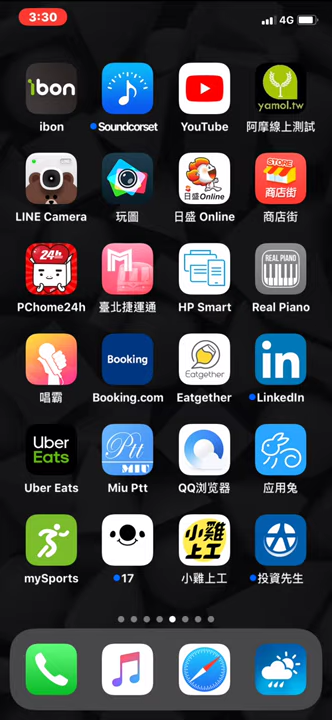 3:30
4G
ibon
yamol.tw
ibon
Soundcorset
YouTube
阿摩線上測試
STORE
商店街
日盛Online
LINE Camera
玩圖
日盛 Online
商店街
24h
REAL PIANO
PChome24h
臺北捷運通
HP Smart
Real Piano
Booking
Eatgether
in
唱霸
Booking.com
Eatgether
LinkedIn
Uber
Eats
Ptt
MIU
Uber Eats
Miu Ptt
QQ浏览器
应用兔
小雞
上工
mySports
17
小雞上工
投資先生